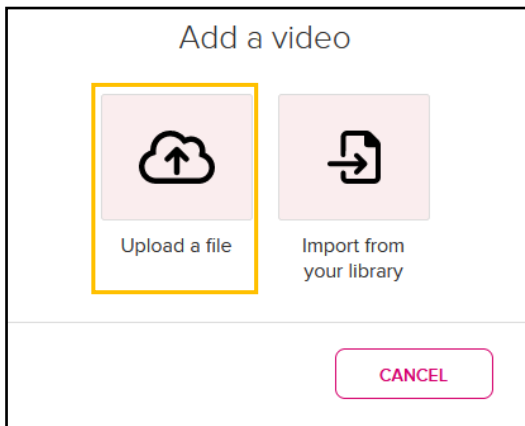 Add a video
Upload a file
Import from
your library
CANCEL